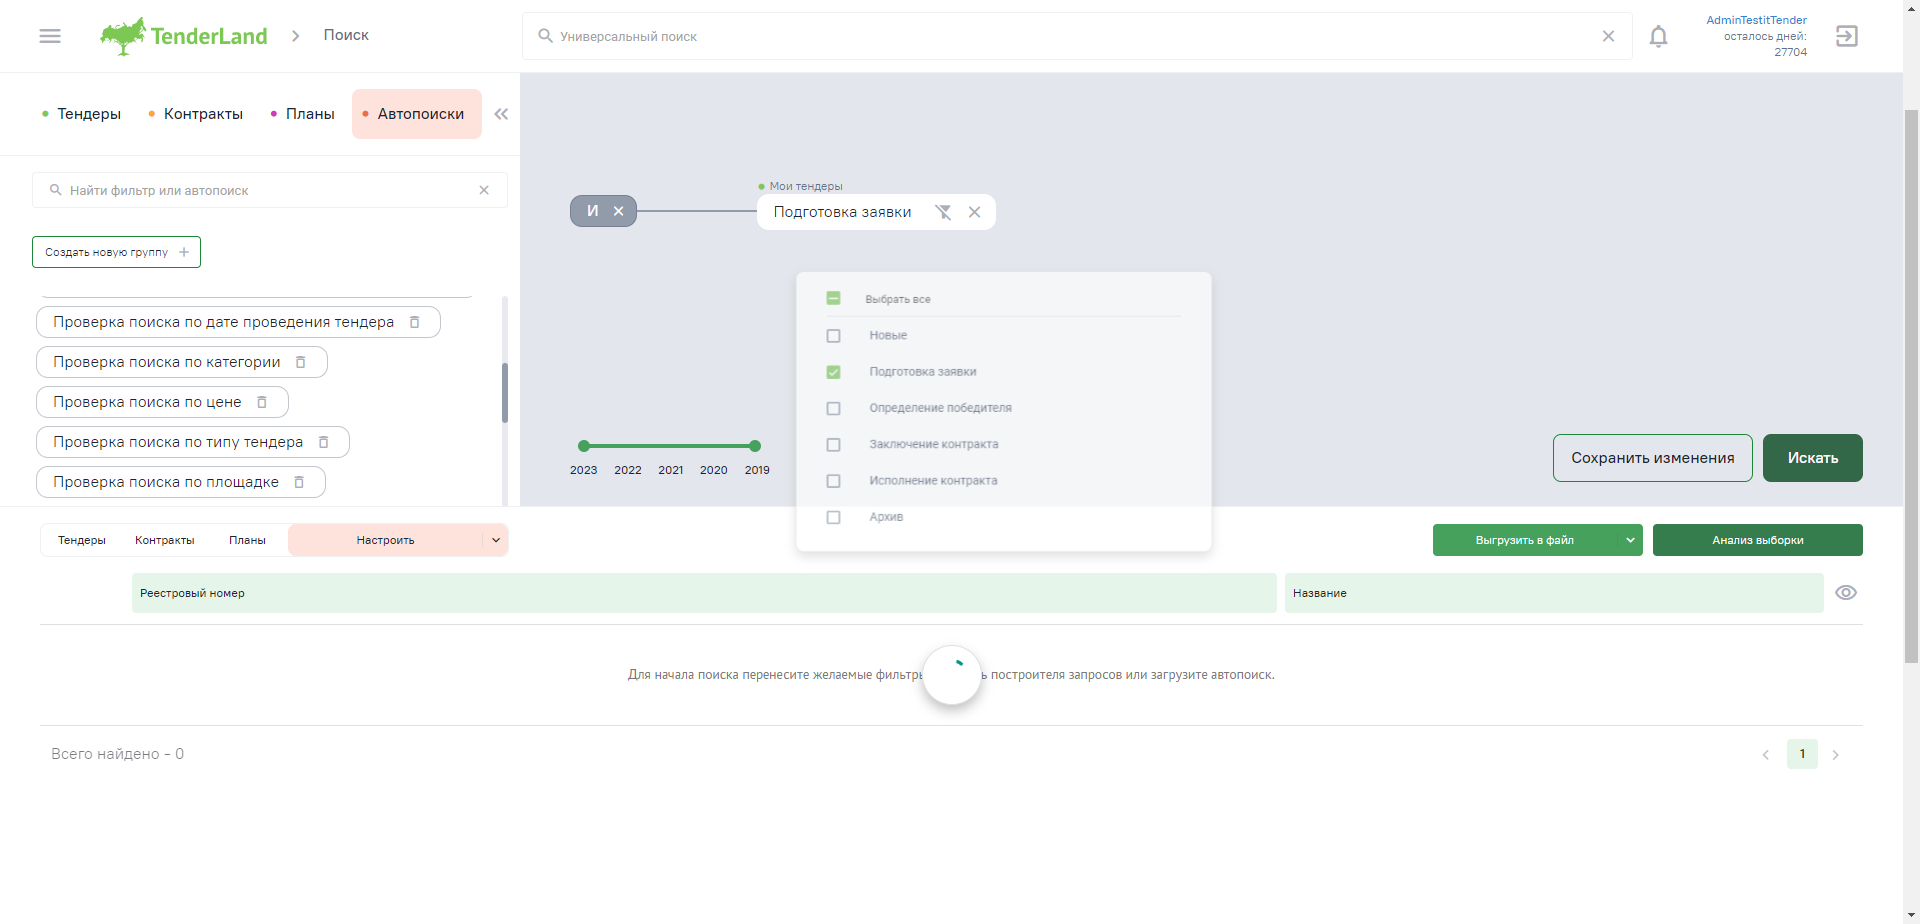 TenderLand
Поиск
Универсальный поиск
AdminTestitTender
осталось дней:
27704
Тендеры
Контракты
Планы
Автопоиски
Найти фильтр или автопоиск
Создать новую группу
Проверка поиска по дате проведения тендера
Проверка поиска по категории
Проверка поиска по цене
Проверка поиска по типу тендера
Проверка поиска по площадке
И
Мои тендеры
Подготовка заявки
Выбрать все
Новые
Подготовка заявки
Определение победителя
Заключение контракта
Исполнение контракта
Архив
2023 2022 2021 2020 2019
Сохранить изменения
Искать
Тендеры
Контракты
Планы
Настроить
Выгрузить в файл
Анализ выборки
Реестровый номер
Название
Для начала поиска перенесите желаемые построителя запросов или загрузите автопоиск.
Всего найдено - 0
1